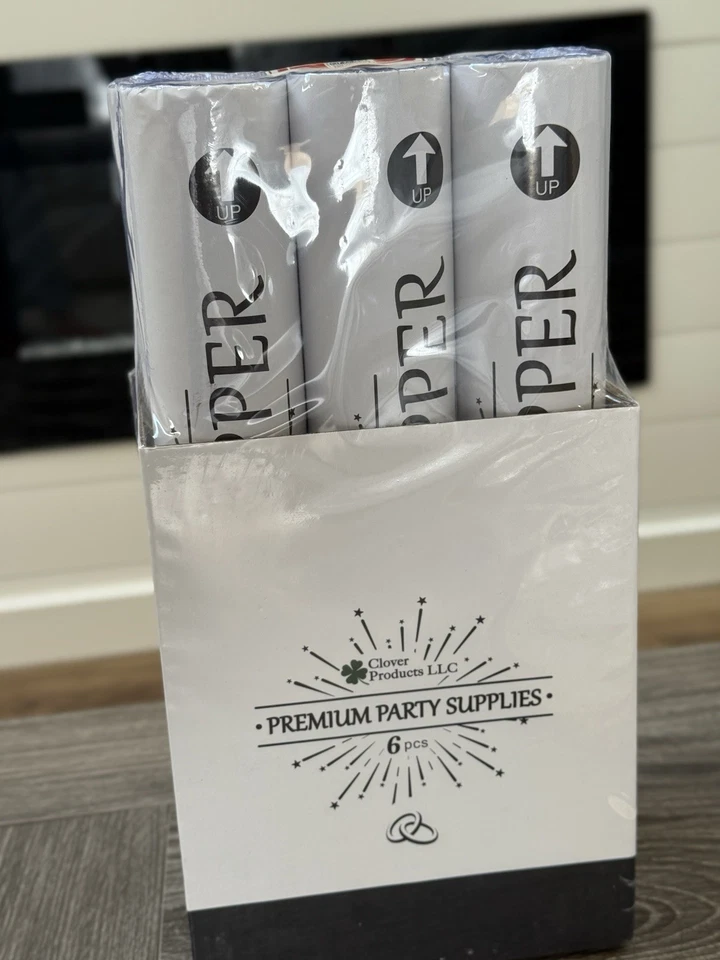 UP
UP
UP
PPER
PPER
PPER
Clover
Products LLC
• PREMIUM PARTY SUPPLIES •
6 pcs